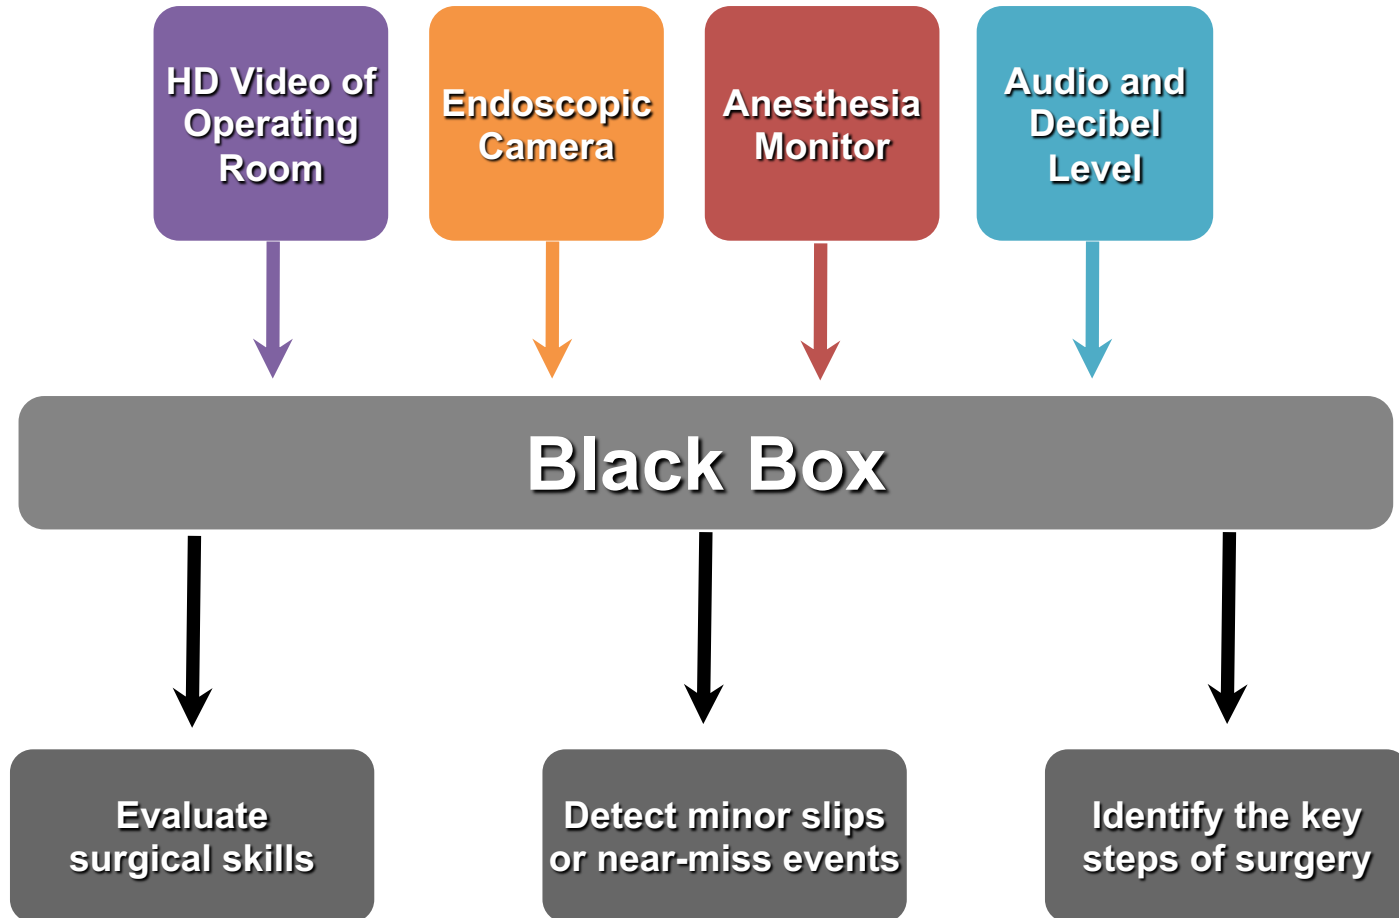 HD Video of
Operating
Room
Endoscopic
Camera
Anesthesia
Monitor
Audio and
Decibel
Level
Black Box
Evaluate
surgical skills
Detect minor slips
or near-miss events
Identify the key
steps of surgery